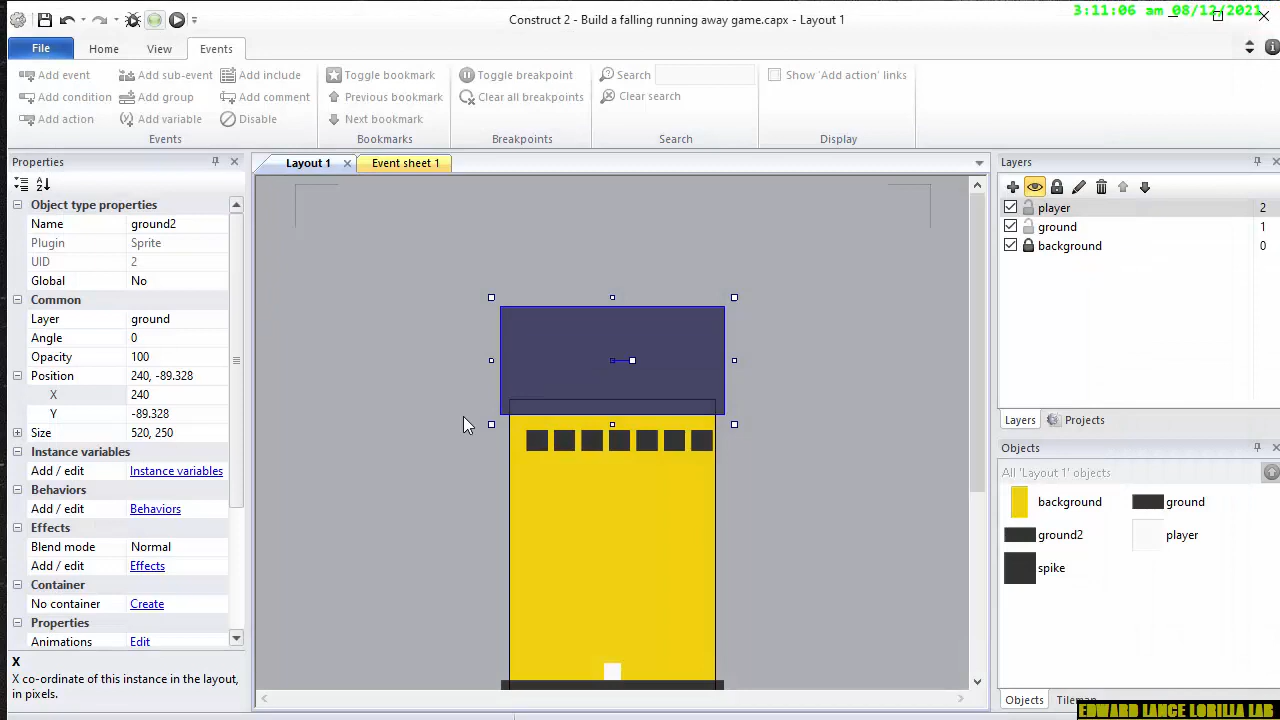 Construct 2 - Build a falling running away game.capx - Layout 1
3:11:06 am 08/12/2021
File
Home
View
Events
Add event
Add sub-event
Add include
Toggle bookmark
Toggle breakpoint
Search
Show 'Add action' links
Add condition
Add group
Add comment
Previous bookmark
Clear all breakpoints
Clear search
Add action
Add variable
Disable
Next bookmark
Events
Bookmarks
Breakpoints
Search
Display
Properties
Layout 1
Event sheet 1
Layers
Object type properties
Name ground2
Plugin Sprite
UID 2
Global No
Common
Layer ground
Angle 0
Opacity 100
Position 240, -89.328
X 240
Y -89.328
Size 520, 250
Instance variables
Add / edit Instance variables
Behaviors
Add / edit Behaviors
Effects
Blend mode Normal
Add / edit Effects
Container
No container Create
Properties
Animations Edit
X
X co-ordinate of this instance in the layout,
in pixels.
player 2
ground 1
background 0
Layers
Projects
Objects
All 'Layout 1' objects
background
ground
ground2
player
spike
Objects
Tilemap
EDWARD LANCE LORILLA LAB